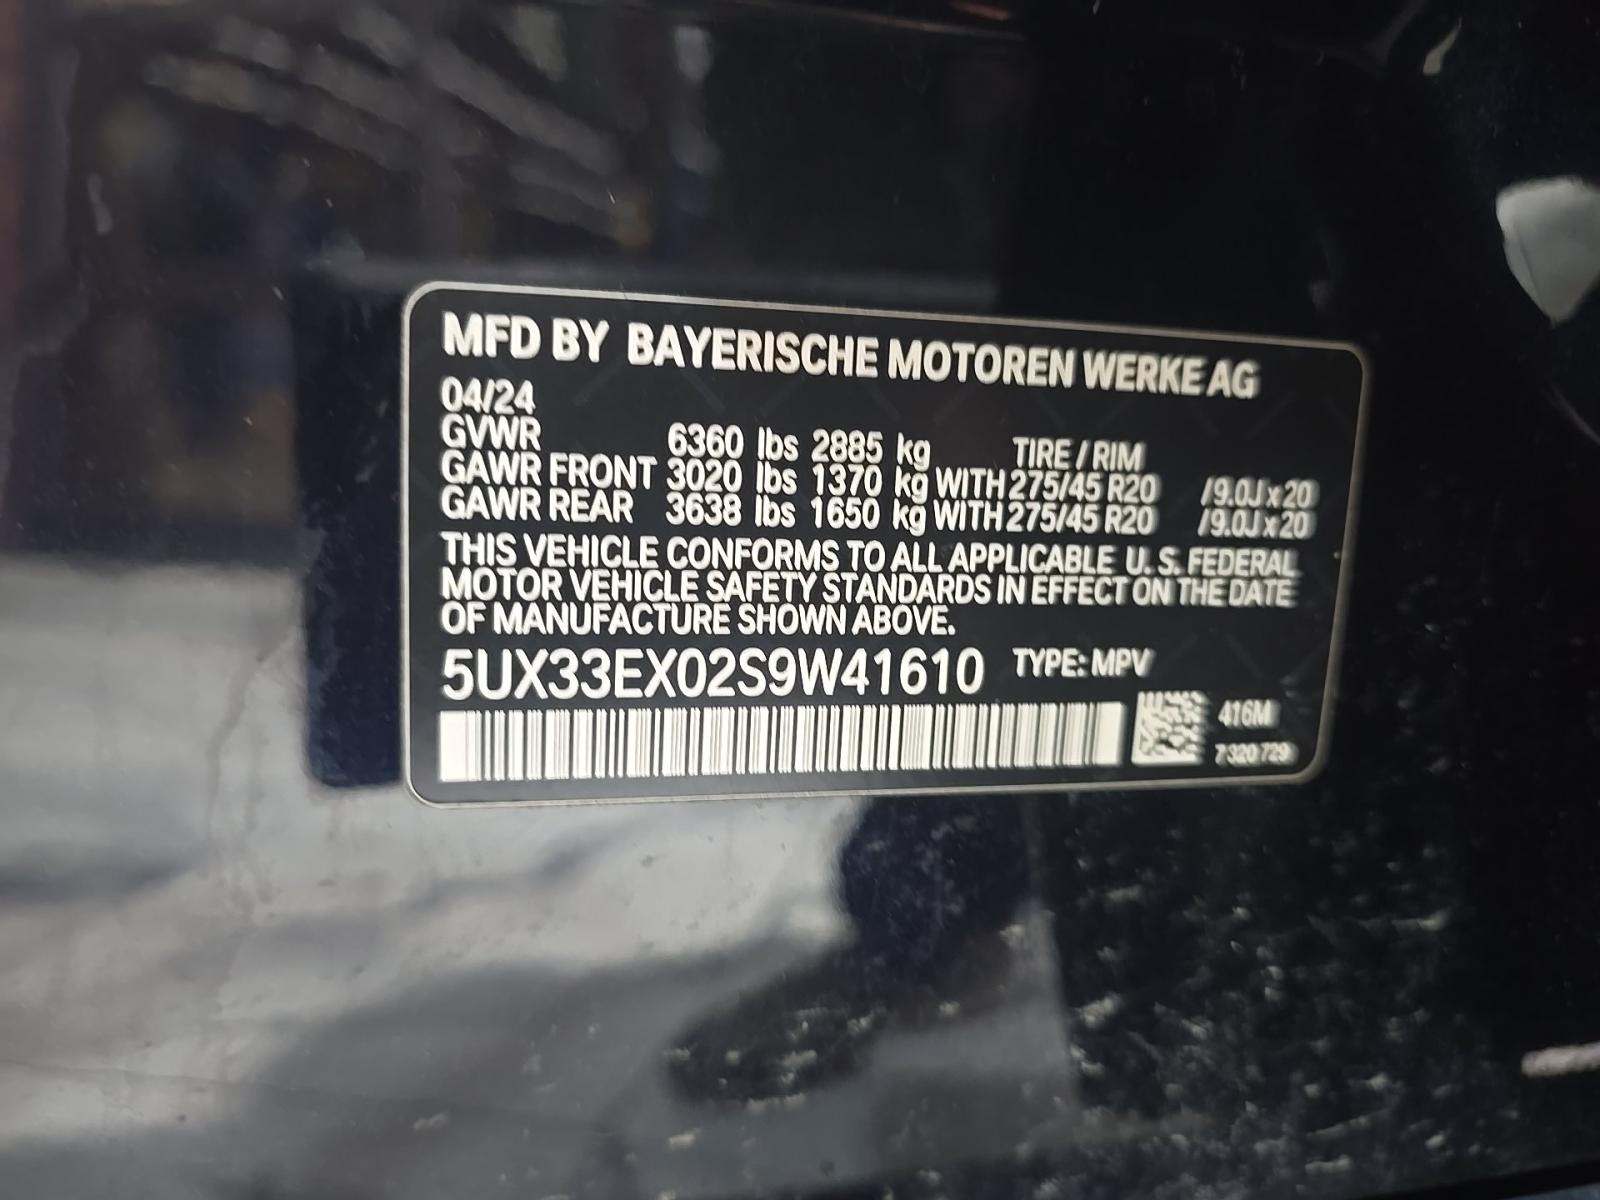 MFD BY BAYERISCHE MOTOREN WERKE AG
04/24
GVWR 6360 lbs 2885 kg TIRE / RIM
GAWR FRONT 3020 lbs 1370 kg WITH 275/45 R20 /9.0J x 20
GAWR REAR 3638 lbs 1650 kg WITH 275/45 R20 /9.0J x 20
THIS VEHICLE CONFORMS TO ALL APPLICABLE U.S. FEDERAL
MOTOR VEHICLE SAFETY STANDARDS IN EFFECT ON THE DATE
OF MANUFACTURE SHOWN ABOVE.
5UX33EX02S9W41610 TYPE: MPV
416M
7 320 729